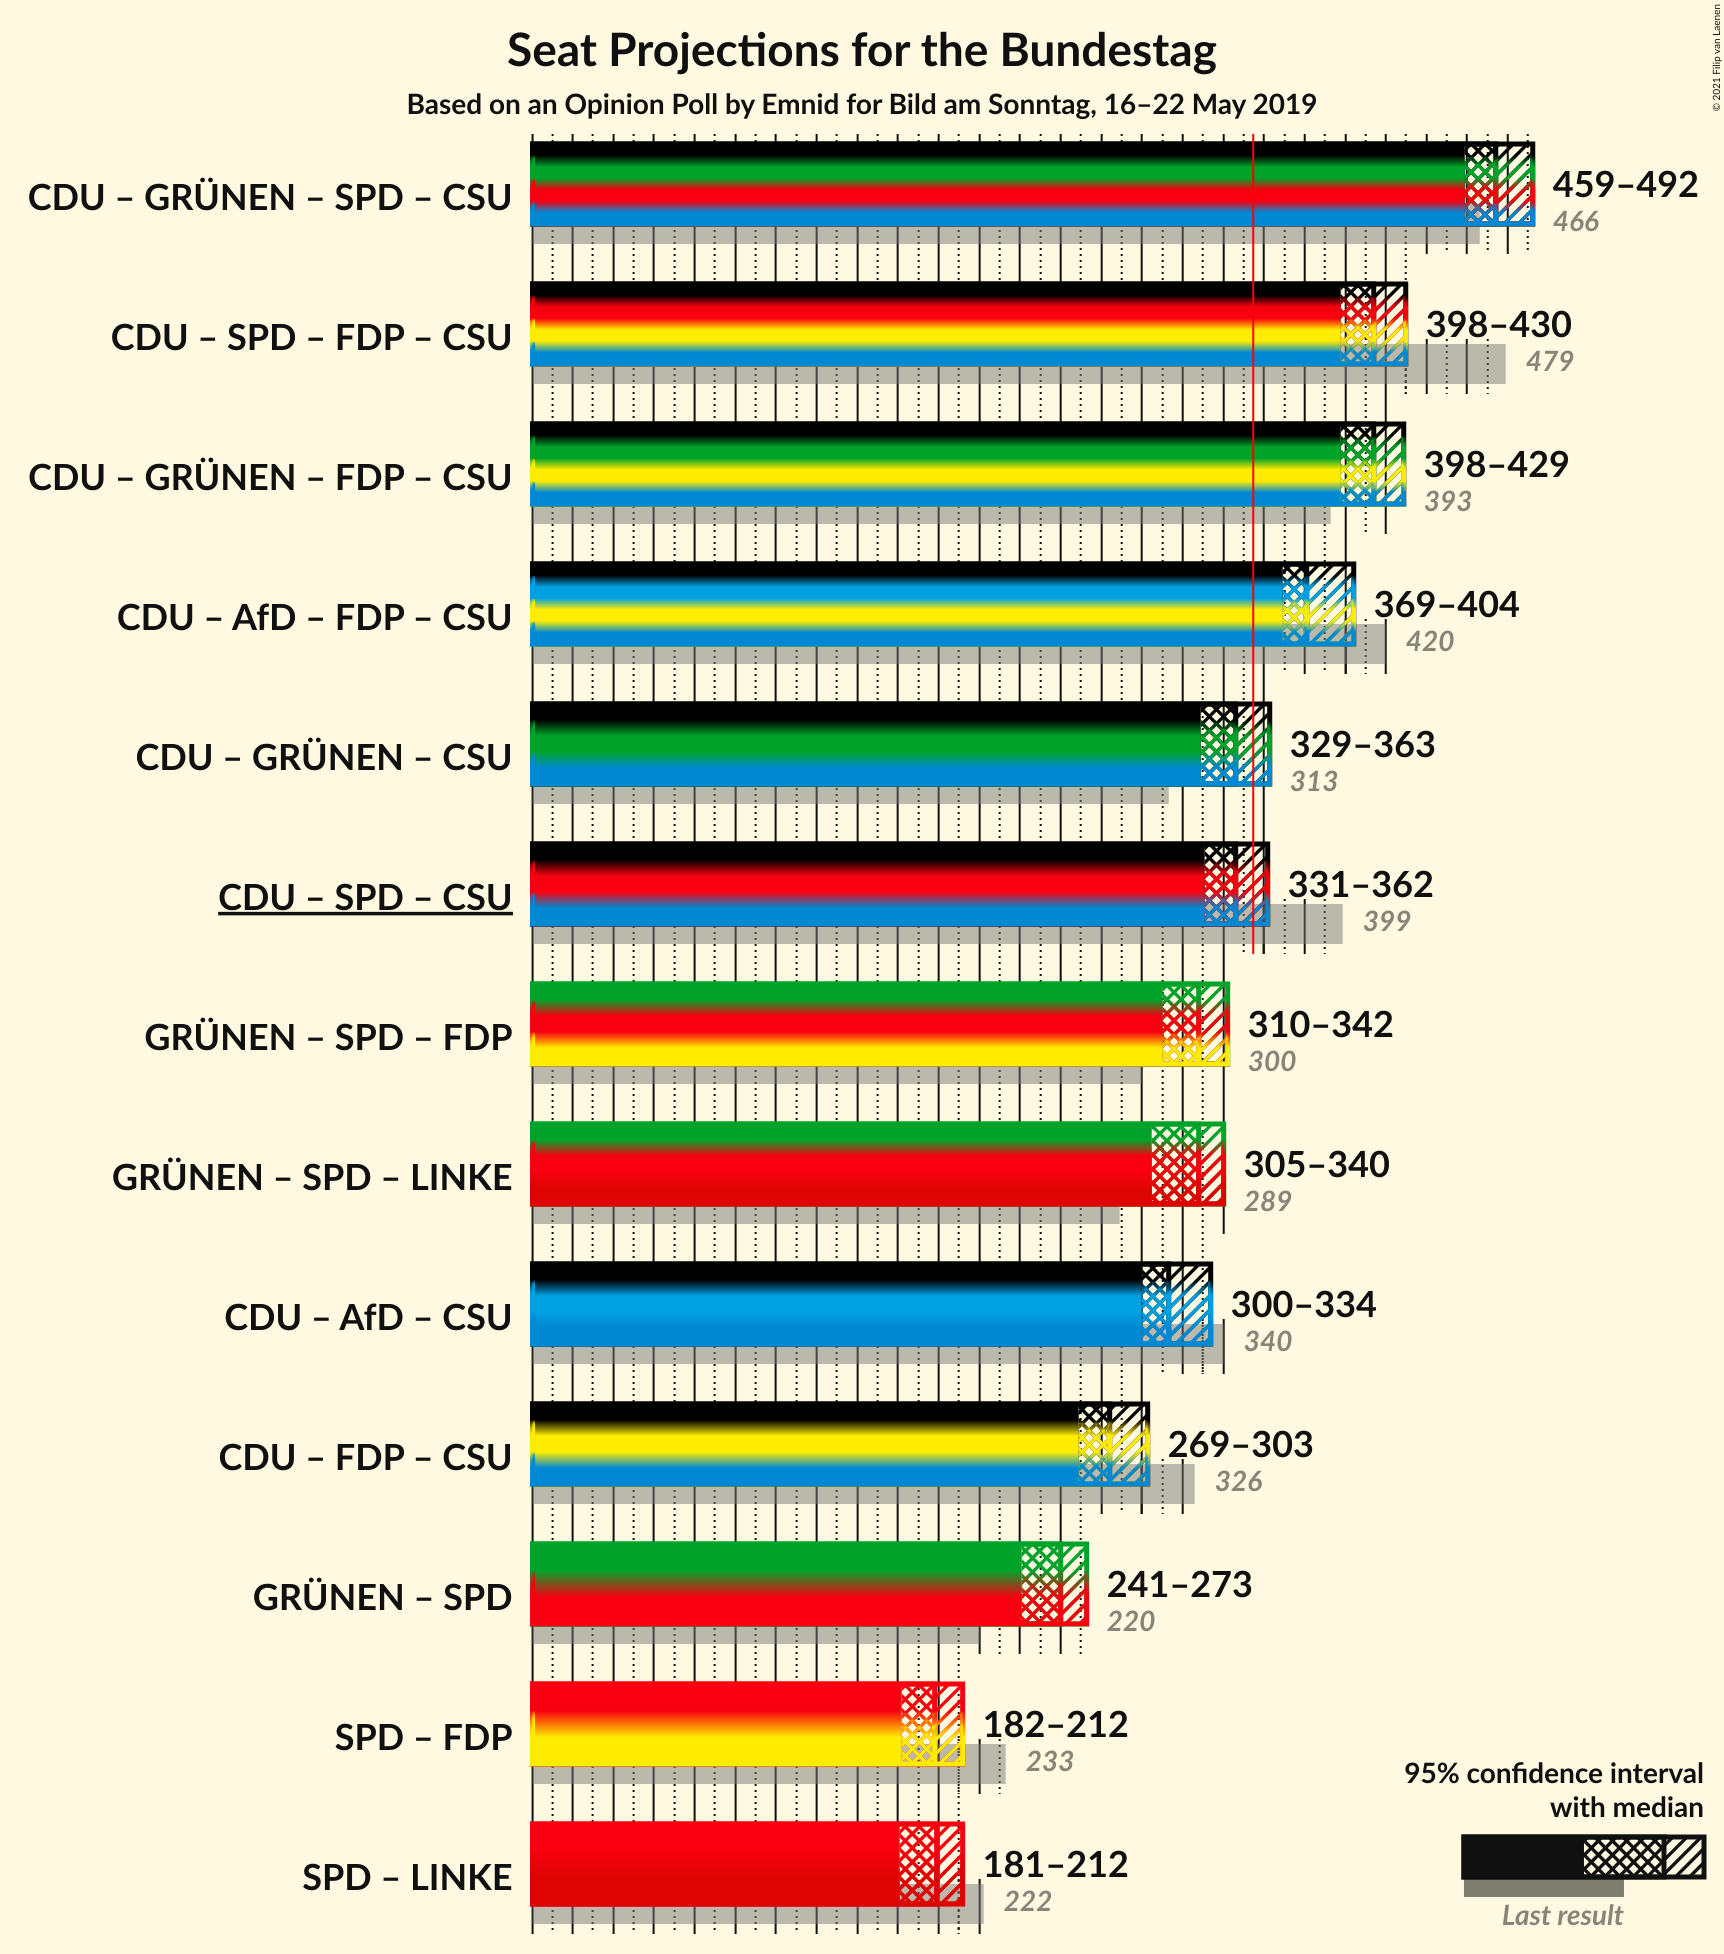 Seat Projections for the Bundestag
Based on an Opinion Poll by Emnid for Bild am Sonntag, 16–22 May 2019
© 2021 Filip van Laenen
CDU – GRÜNEN – SPD – CSU
459–492
466
CDU – SPD – FDP – CSU
398–430
479
CDU – GRÜNEN – FDP – CSU
398–429
393
CDU – AfD – FDP – CSU
369–404
420
CDU – GRÜNEN – CSU
329–363
313
CDU – SPD – CSU
331–362
399
GRÜNEN – SPD – FDP
310–342
300
GRÜNEN – SPD – LINKE
305–340
289
CDU – AfD – CSU
300–334
340
CDU – FDP – CSU
269–303
326
GRÜNEN – SPD
241–273
220
SPD – FDP
182–212
233
SPD – LINKE
181–212
222
95% confidence interval
with median
Last result